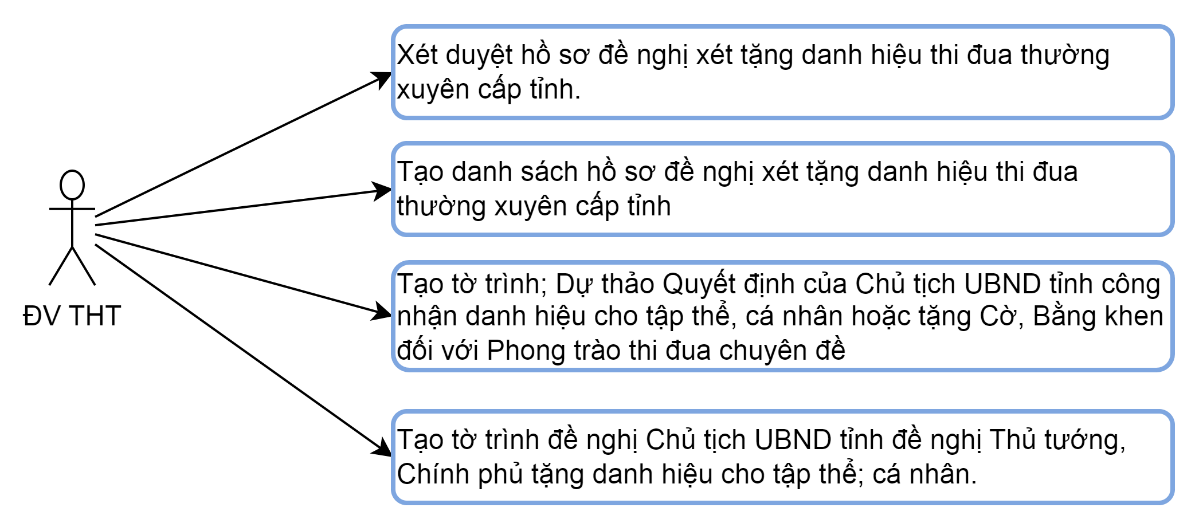 Xét duyệt hồ sơ đề nghị xét tặng danh hiệu thi đua thường
xuyên cấp tỉnh.
Tạo danh sách hồ sơ đề nghị xét tặng danh hiệu thi đua
thường xuyên cấp tỉnh
ĐV THT
Tạo tờ trình; Dự thảo Quyết định của Chủ tịch UBND tỉnh công
nhận danh hiệu cho tập thể, cá nhân hoặc tặng Cờ, Bằng khen
đối với Phong trào thi đua chuyên đề
Tạo tờ trình đề nghị Chủ tịch UBND tỉnh đề nghị Thủ tướng,
Chính phủ tặng danh hiệu cho tập thể; cá nhân.